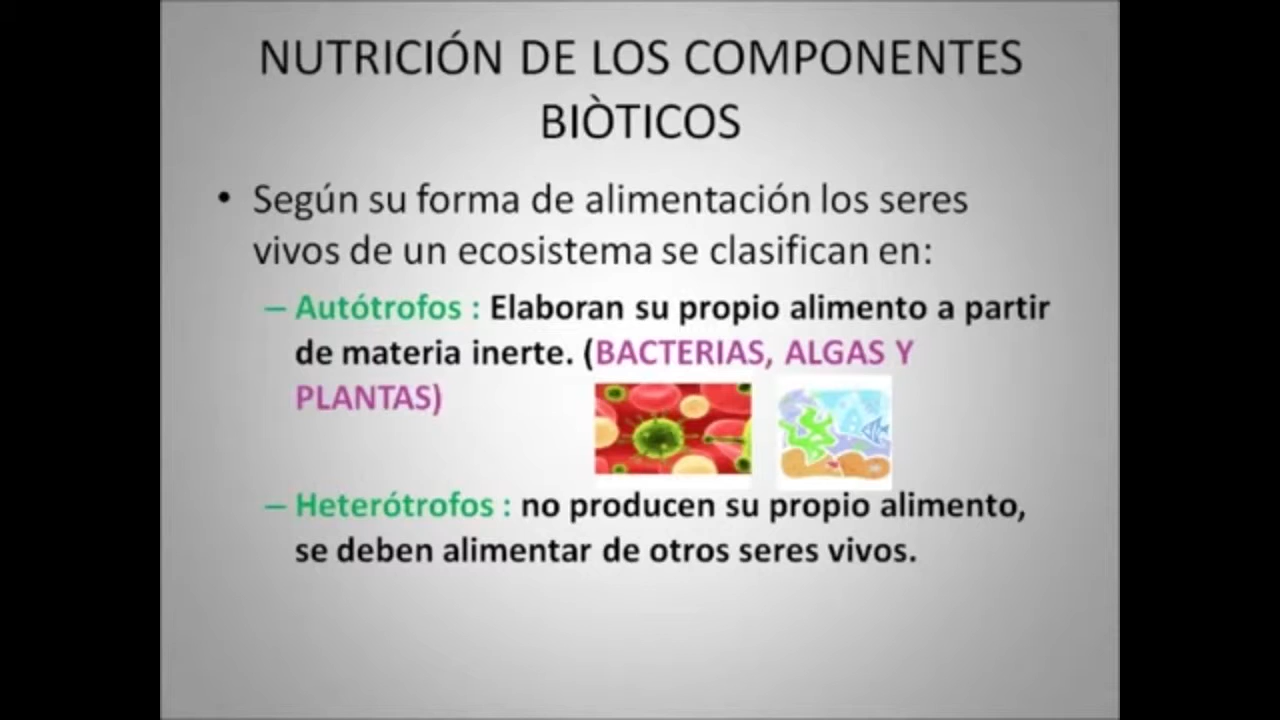 NUTRICIÓN DE LOS COMPONENTES
BIÒTICOS
• Según su forma de alimentación los seres
vivos de un ecosistema se clasifican en:
– Autótrofos : Elaboran su propio alimento a partir
de materia inerte. (BACTERIAS, ALGAS Y
PLANTAS)
– Heterótrofos : no producen su propio alimento,
se deben alimentar de otros seres vivos.